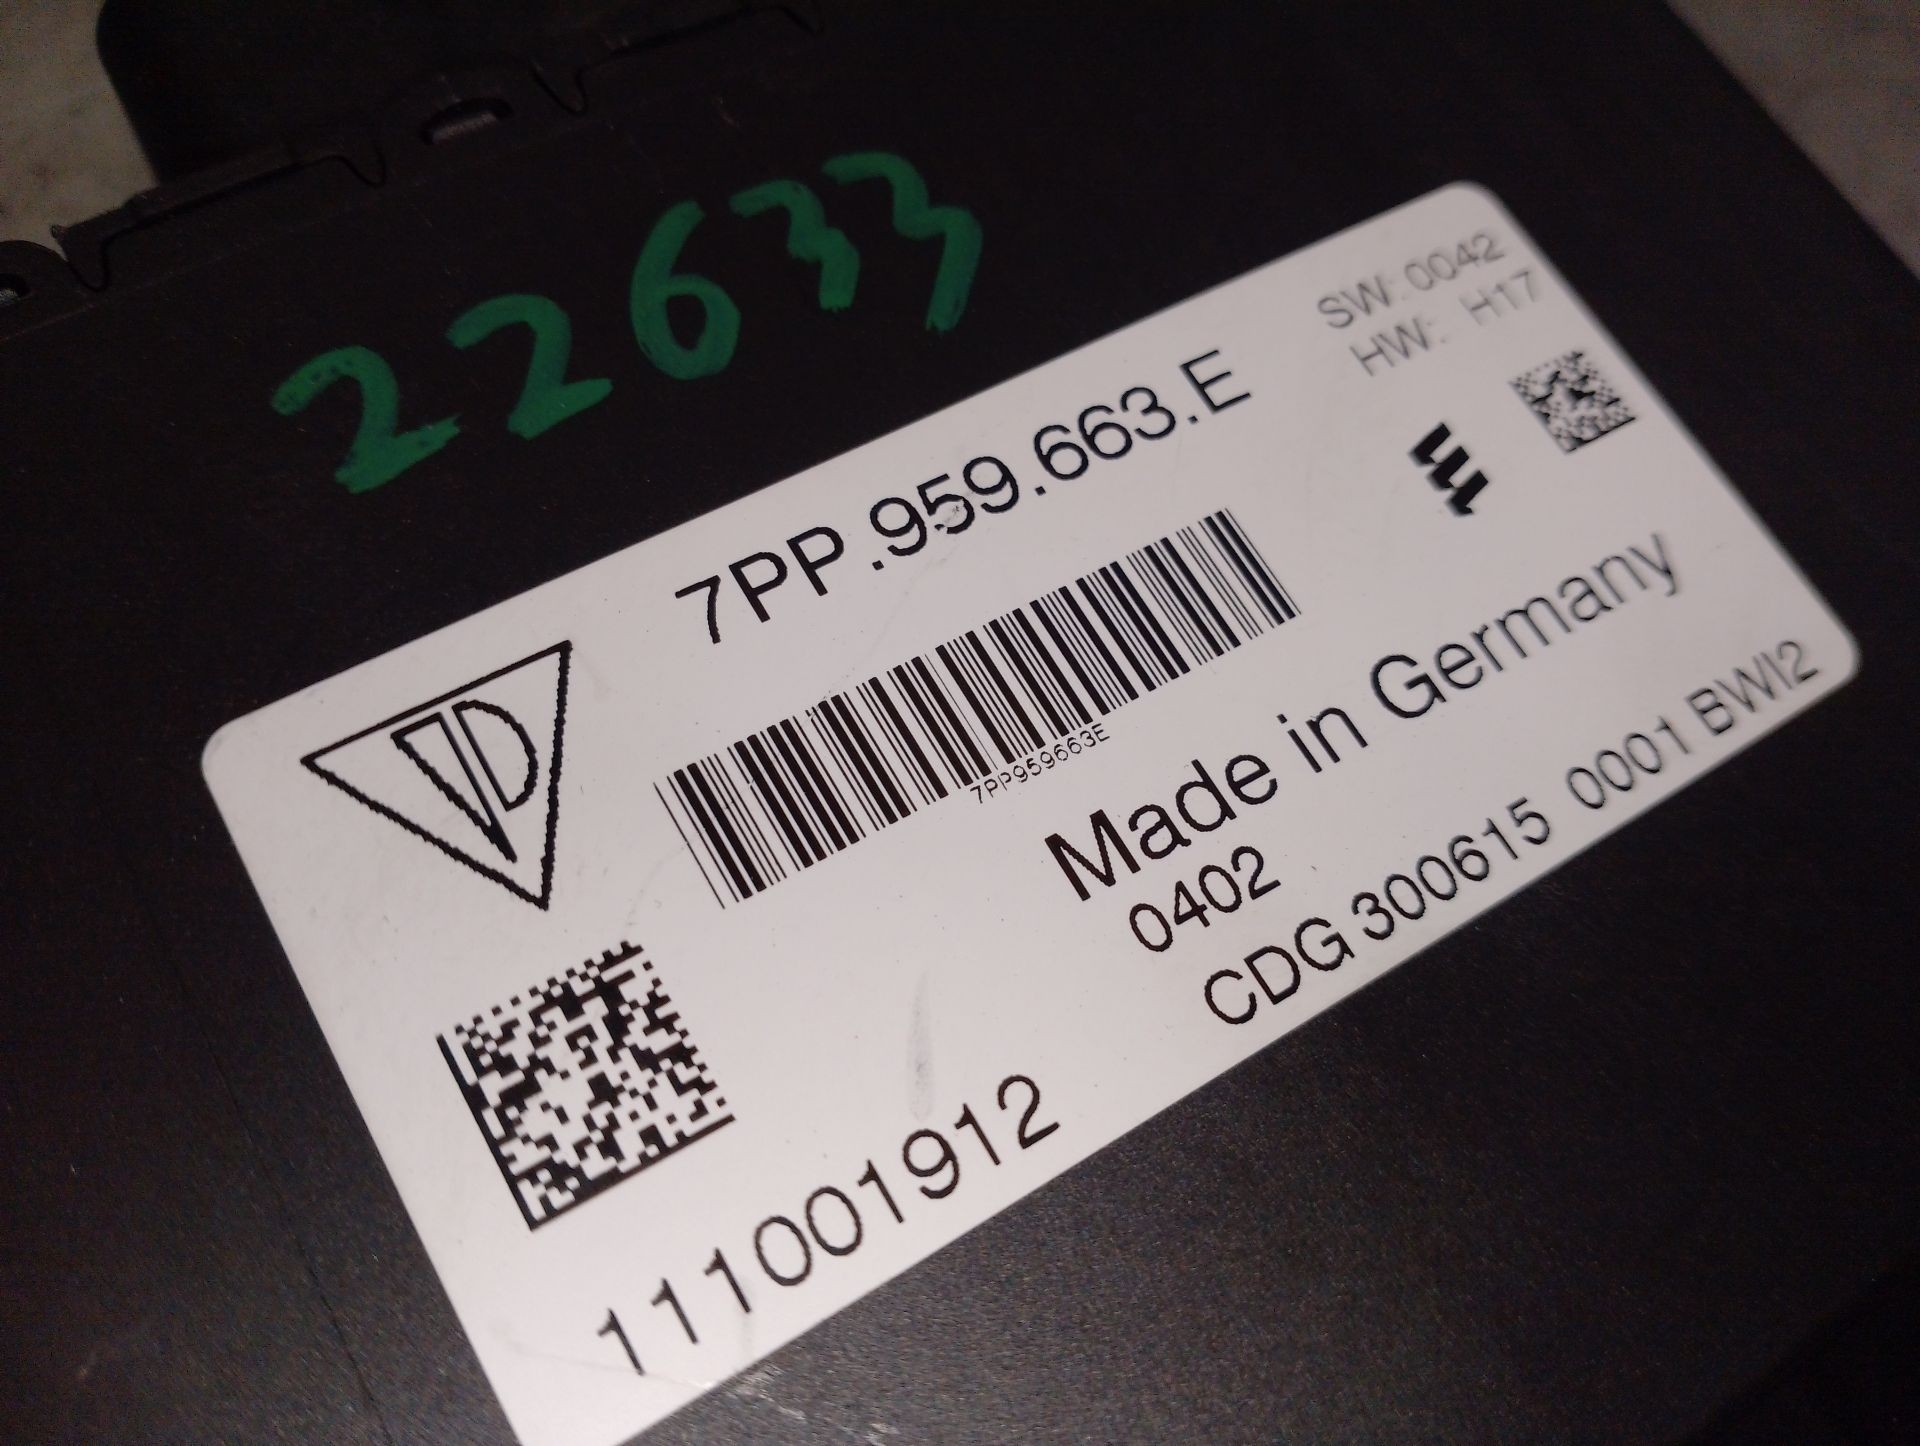 22633
SW: 0042
HW: H17
7PP.959.663.E
7PP959663E
Made in Germany
0402
CDG 300615 0001 BWI2
111001912